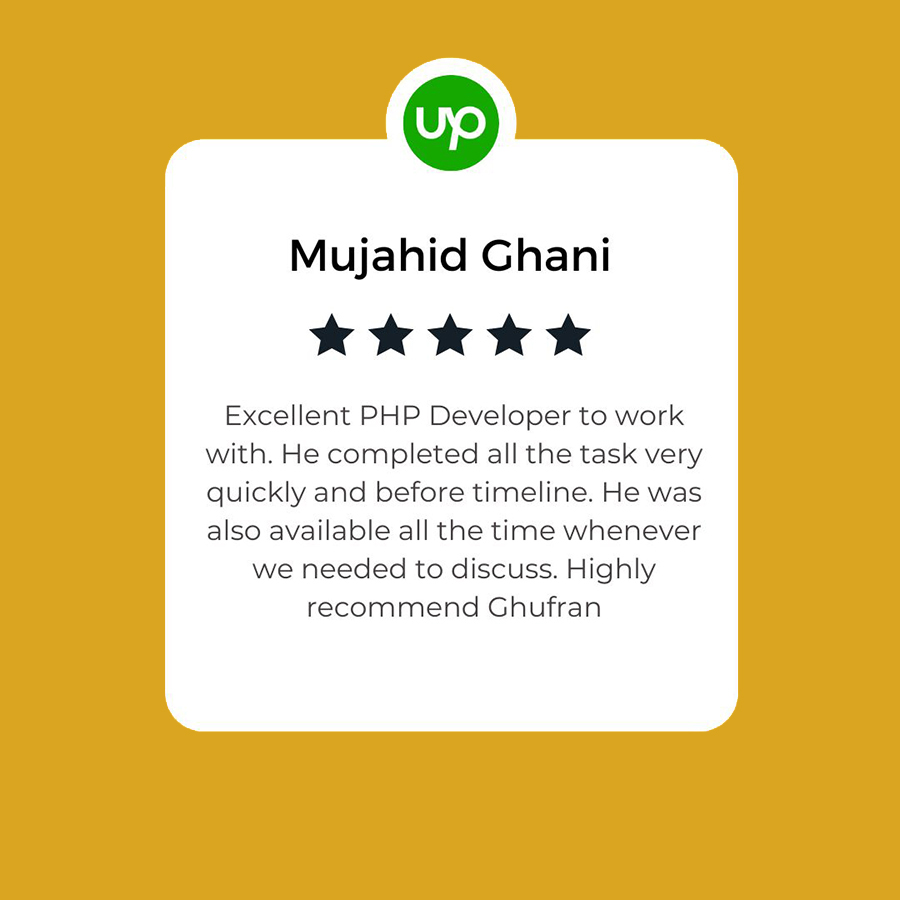 up
Mujahid Ghani
Excellent PHP Developer to work
with. He completed all the task very
quickly and before timeline. He was
also available all the time whenever
we needed to discuss. Highly
recommend Ghufran